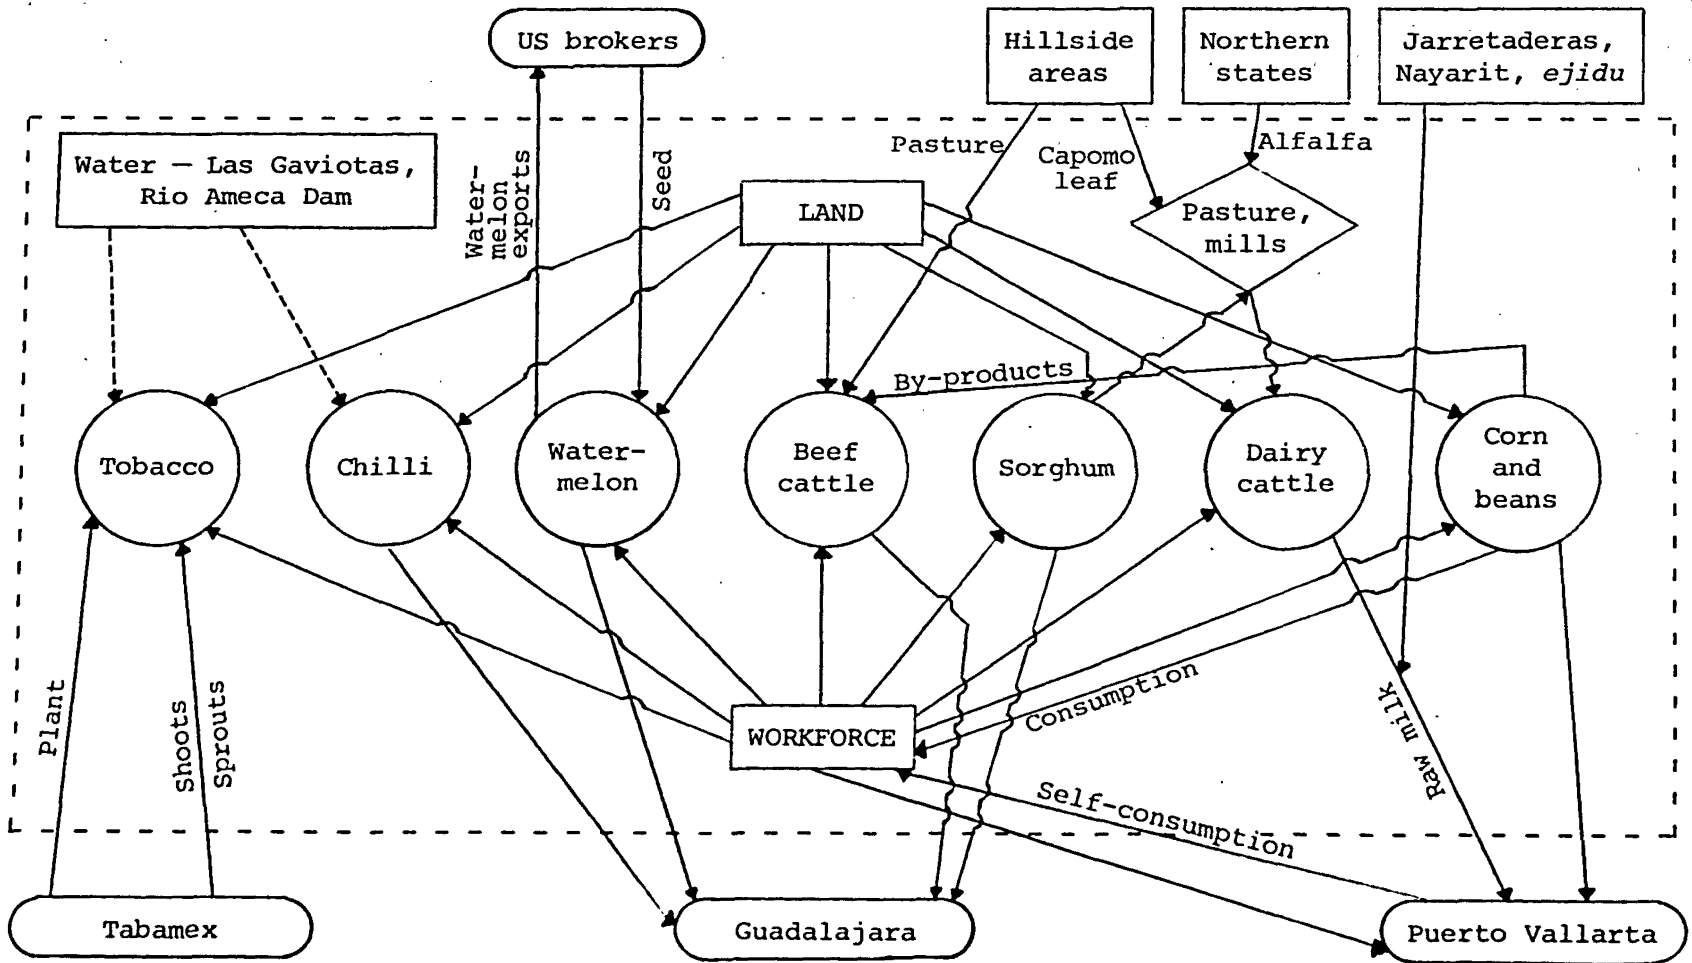 US brokers
Hillside
areas
Northern
states
Jarretaderas,
Nayarit, ejidu
Water — Las Gaviotas,
Rio Ameca Dam
Water-
melon
exports
Seed
LAND
Pasture
Capomo
leaf
Alfalfa
Pasture,
mills
By-products
Tobacco
Chilli
Water-
melon
Beef
cattle
Sorghum
Dairy
cattle
Corn
and
beans
Plant
Shoots
Sprouts
WORKFORCE
Consumption
Self-consumption
Raw milk
Tabamex
Guadalajara
Puerto Vallarta